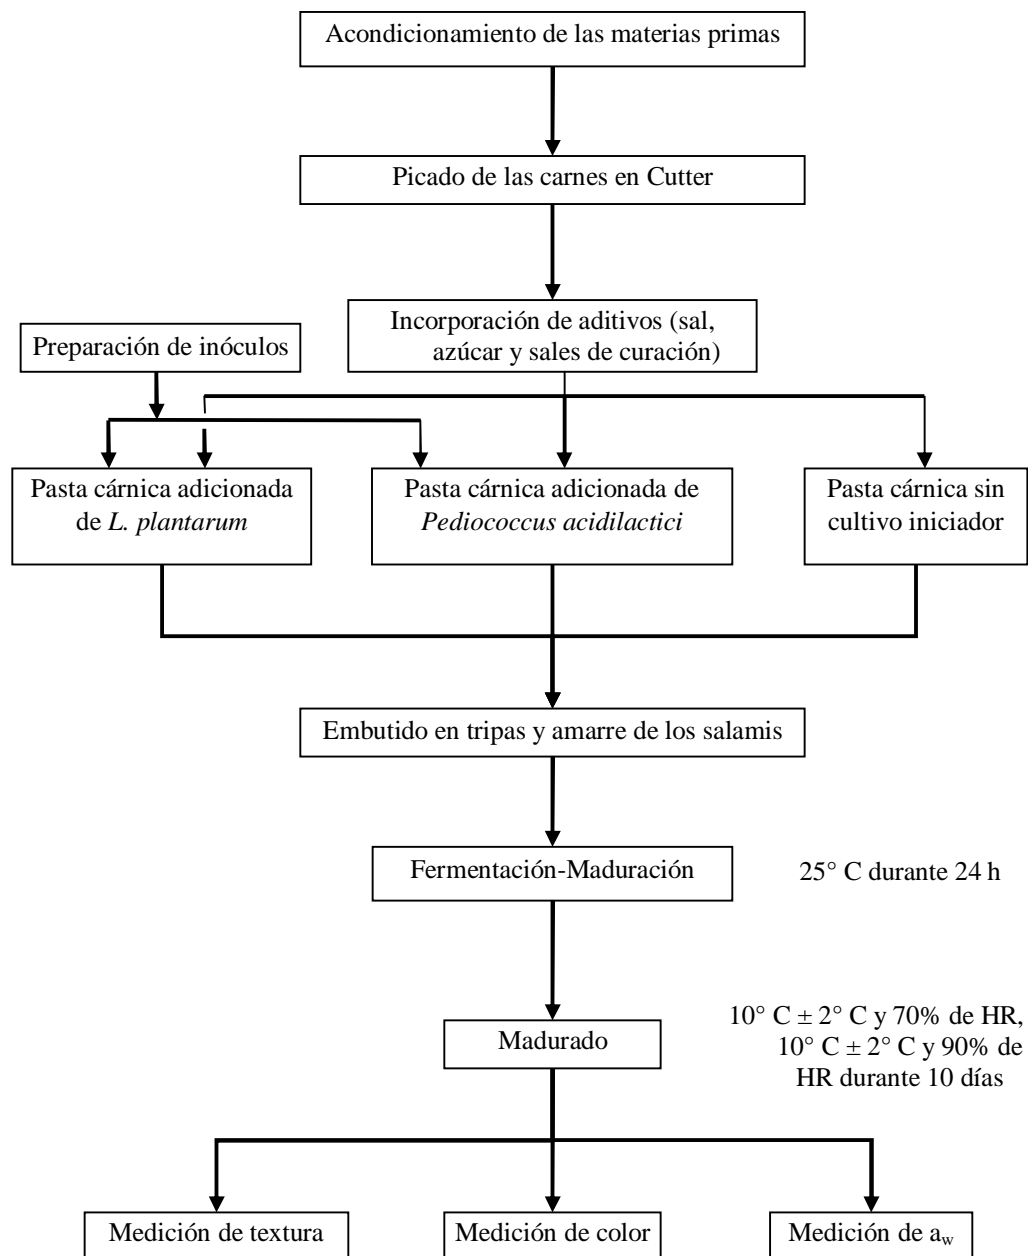 Acondicionamiento de las materias primas
Picado de las carnes en Cutter
Incorporación de aditivos (sal,
azúcar y sales de curación)
Preparación de inóculos
Pasta cárnica adicionada
de L. plantarum
Pasta cárnica adicionada de
Pediococcus acidilactici
Pasta cárnica sin
cultivo iniciador
Embutido en tripas y amarre de los salamis
Fermentación-Maduración
25° C durante 24 h
Madurado
10° C ± 2° C y 70% de HR,
10° C ± 2° C y 90% de
HR durante 10 días
Medición de textura
Medición de color
Medición de aw